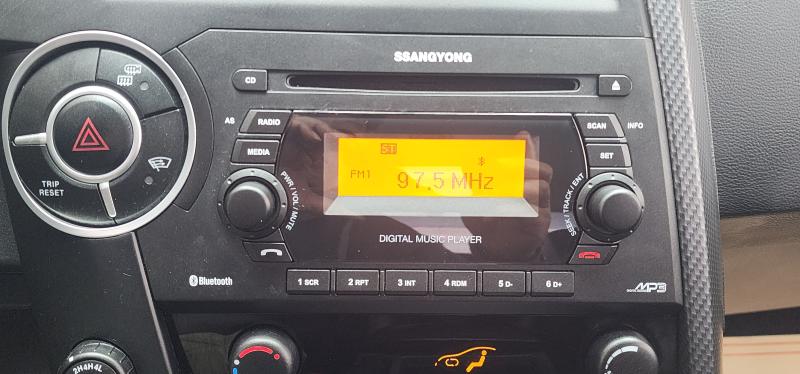 SSANGYONG
CD
AS RADIO
SCAN INFO
MEDIA
SET
ST
FM1 97.5 MHz
PWR / VOL / MUTE
SEEK / TRACK / ENT
TRIP
RESET
DIGITAL MUSIC PLAYER
Bluetooth
1 SCR
2 RPT
3 INT
4 RDM
5 D-
6 D+
MP3
2H4H4L